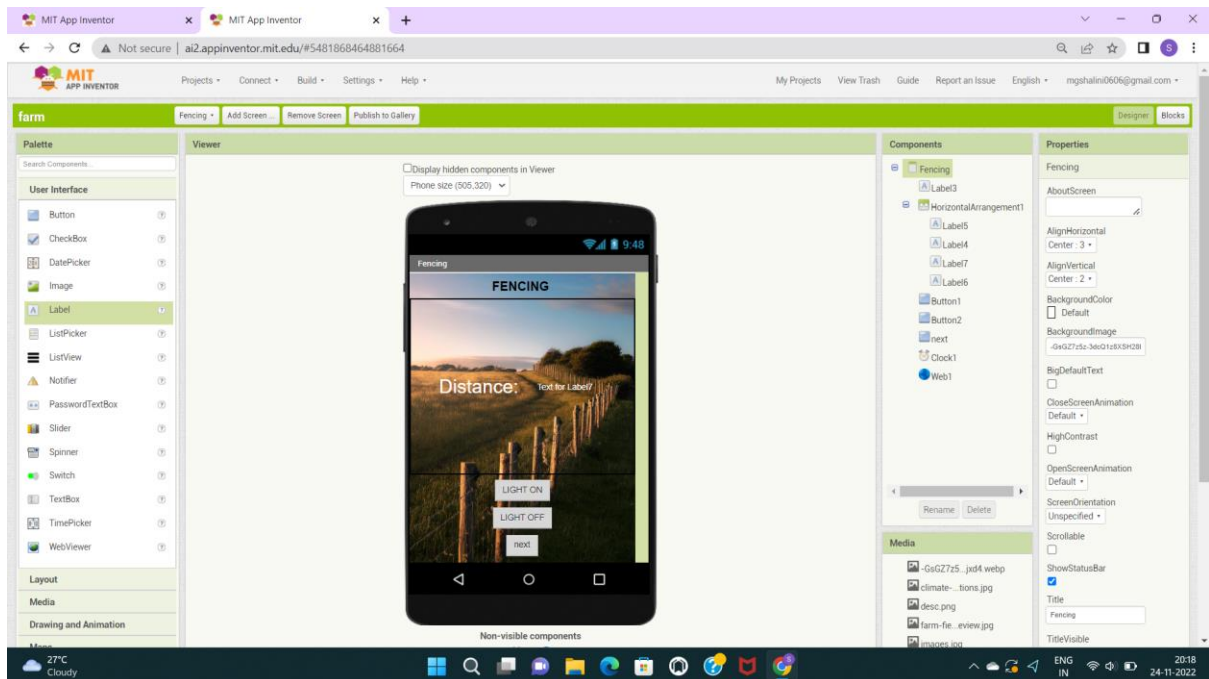 MIT App Inventor
MIT App Inventor
Not secure | ai2.appinventor.mit.edu/#5481868464881664
S
MIT
APP INVENTOR
Projects
Connect
Build
Settings
Help
My Projects
View Trash
Guide
Report an Issue
English
mgshalini0606@gmail.com
farm
Fencing
Add Screen ...
Remove Screen
Publish to Gallery
Designer
Blocks
Palette
Search Components...
User Interface
Button
CheckBox
DatePicker
Image
Label
ListPicker
ListView
Notifier
PasswordTextBox
Slider
Spinner
Switch
TextBox
TimePicker
WebViewer
Layout
Media
Drawing and Animation
Maps
Viewer
Display hidden components in Viewer
Phone size (505,320)
9:48
Fencing
FENCING
Distance:
Text for Label7
LIGHT ON
LIGHT OFF
next
Non-visible components
Components
Fencing
Label3
HorizontalArrangement1
Label5
Label4
Label7
Label6
Button1
Button2
next
Clock1
Web1
Rename
Delete
Media
-GsGZ7z5...jxd4.webp
climate-...tions.jpg
desc.png
farm-fie...eview.jpg
images.jpg
Properties
Fencing
AboutScreen
AlignHorizontal
Center : 3
AlignVertical
Center : 2
BackgroundColor
Default
BackgroundImage
BigDefaultText
CloseScreenAnimation
Default
HighContrast
OpenScreenAnimation
Default
ScreenOrientation
Unspecified
Scrollable
ShowStatusBar
Title
Fencing
TitleVisible
27°C
Cloudy
ENG
IN
20:18
24-11-2022